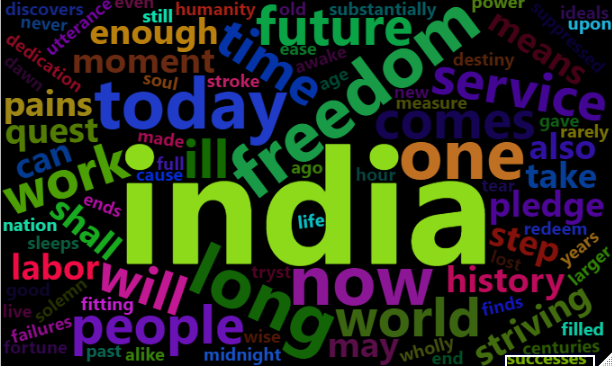 discovers
even
still
humanity
old
substantially
power
ideals
never
utterance
enough
time
future
freedom
means
suppressed
upon
dedication
moment
soul
stroke
ease
awake
age
destiny
dawn
pains
today
new
measure
service
quest
made
comes
gave
rarely
can
work
full
cause
ill
ago
hour
one
also
take
tear
india
life
pledge
ends
shall
nation
sleeps
redeem
step
lost
years
larger
labor
will
long
tryst
now
history
good
solemn
fitting
finds
live
failures
people
world
striving
filled
fortune
past
alike
wise
midnight
may
wholly
end
centuries
successes